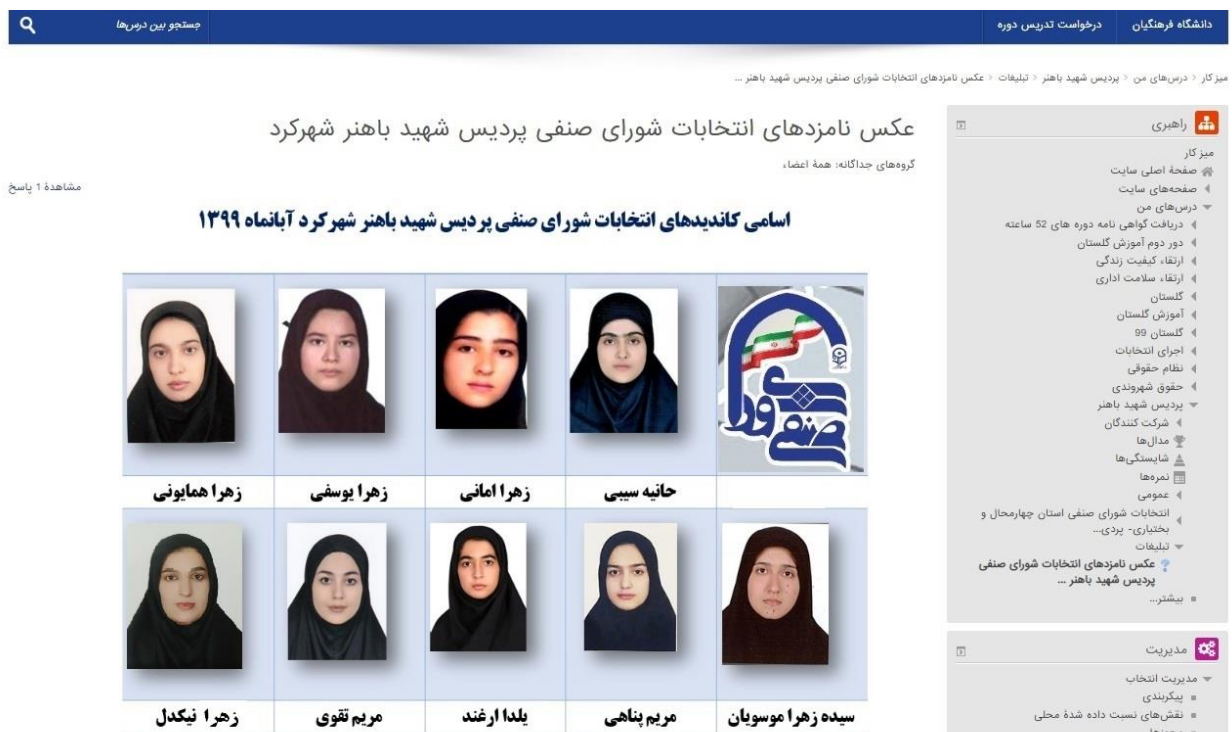 دانشگاه فرهنگیان
درخواست تدریس دوره
جستجو بین درس‌ها
میز کار › درس‌های من › پردیس شهید باهنر › تبلیغات › عکس نامزدهای انتخابات شورای صنفی پردیس شهید باهنر ...
راهبری
میز کار
صفحهٔ اصلی سایت
صفحه‌های سایت
درس‌های من
دریافت گواهی نامه دوره های 52 ساعته
دور دوم آموزش گلستان
ارتقاء کیفیت زندگی
ارتقاء سلامت اداری
گلستان
آموزش گلستان
گلستان 99
اجرای انتخابات
نظام حقوقی
حقوق شهروندی
پردیس شهید باهنر
شرکت کنندگان
مدال‌ها
شایستگی‌ها
نمره‌ها
عمومی
انتخابات شورای صنفی استان چهارمحال و
بختیاری- پردی...
تبلیغات
عکس نامزدهای انتخابات شورای صنفی
پردیس شهید باهنر ...
بیشتر...
مدیریت
مدیریت انتخاب
پیکربندی
نقش‌های نسبت داده شدهٔ محلی
عکس نامزدهای انتخابات شورای صنفی پردیس شهید باهنر شهرکرد
گروه‌های جداگانه: همهٔ اعضاء
مشاهدهٔ 1 پاسخ
اسامی کاندیدهای انتخابات شورای صنفی پردیس شهید باهنر شهرکرد آبانماه ۱۳۹۹
شورای
صنفی
حانیه سیبی
زهرا امانی
زهرا یوسفی
زهرا همایونی
سیده زهرا موسویان
مریم پناهی
یلدا ارغند
مریم تقوی
زهرا نیکدل